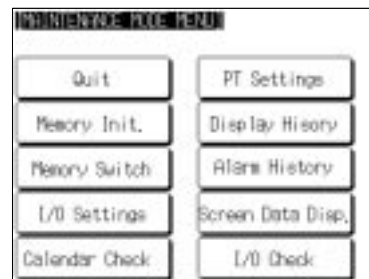 [MAINTENANCE MODE MENU]
Quit
PT Settings
Memory Init.
Display Hisory
Memory Switch
Alarm History
I/O Settings
Screen Data Disp.
Calendar Check
I/O Check